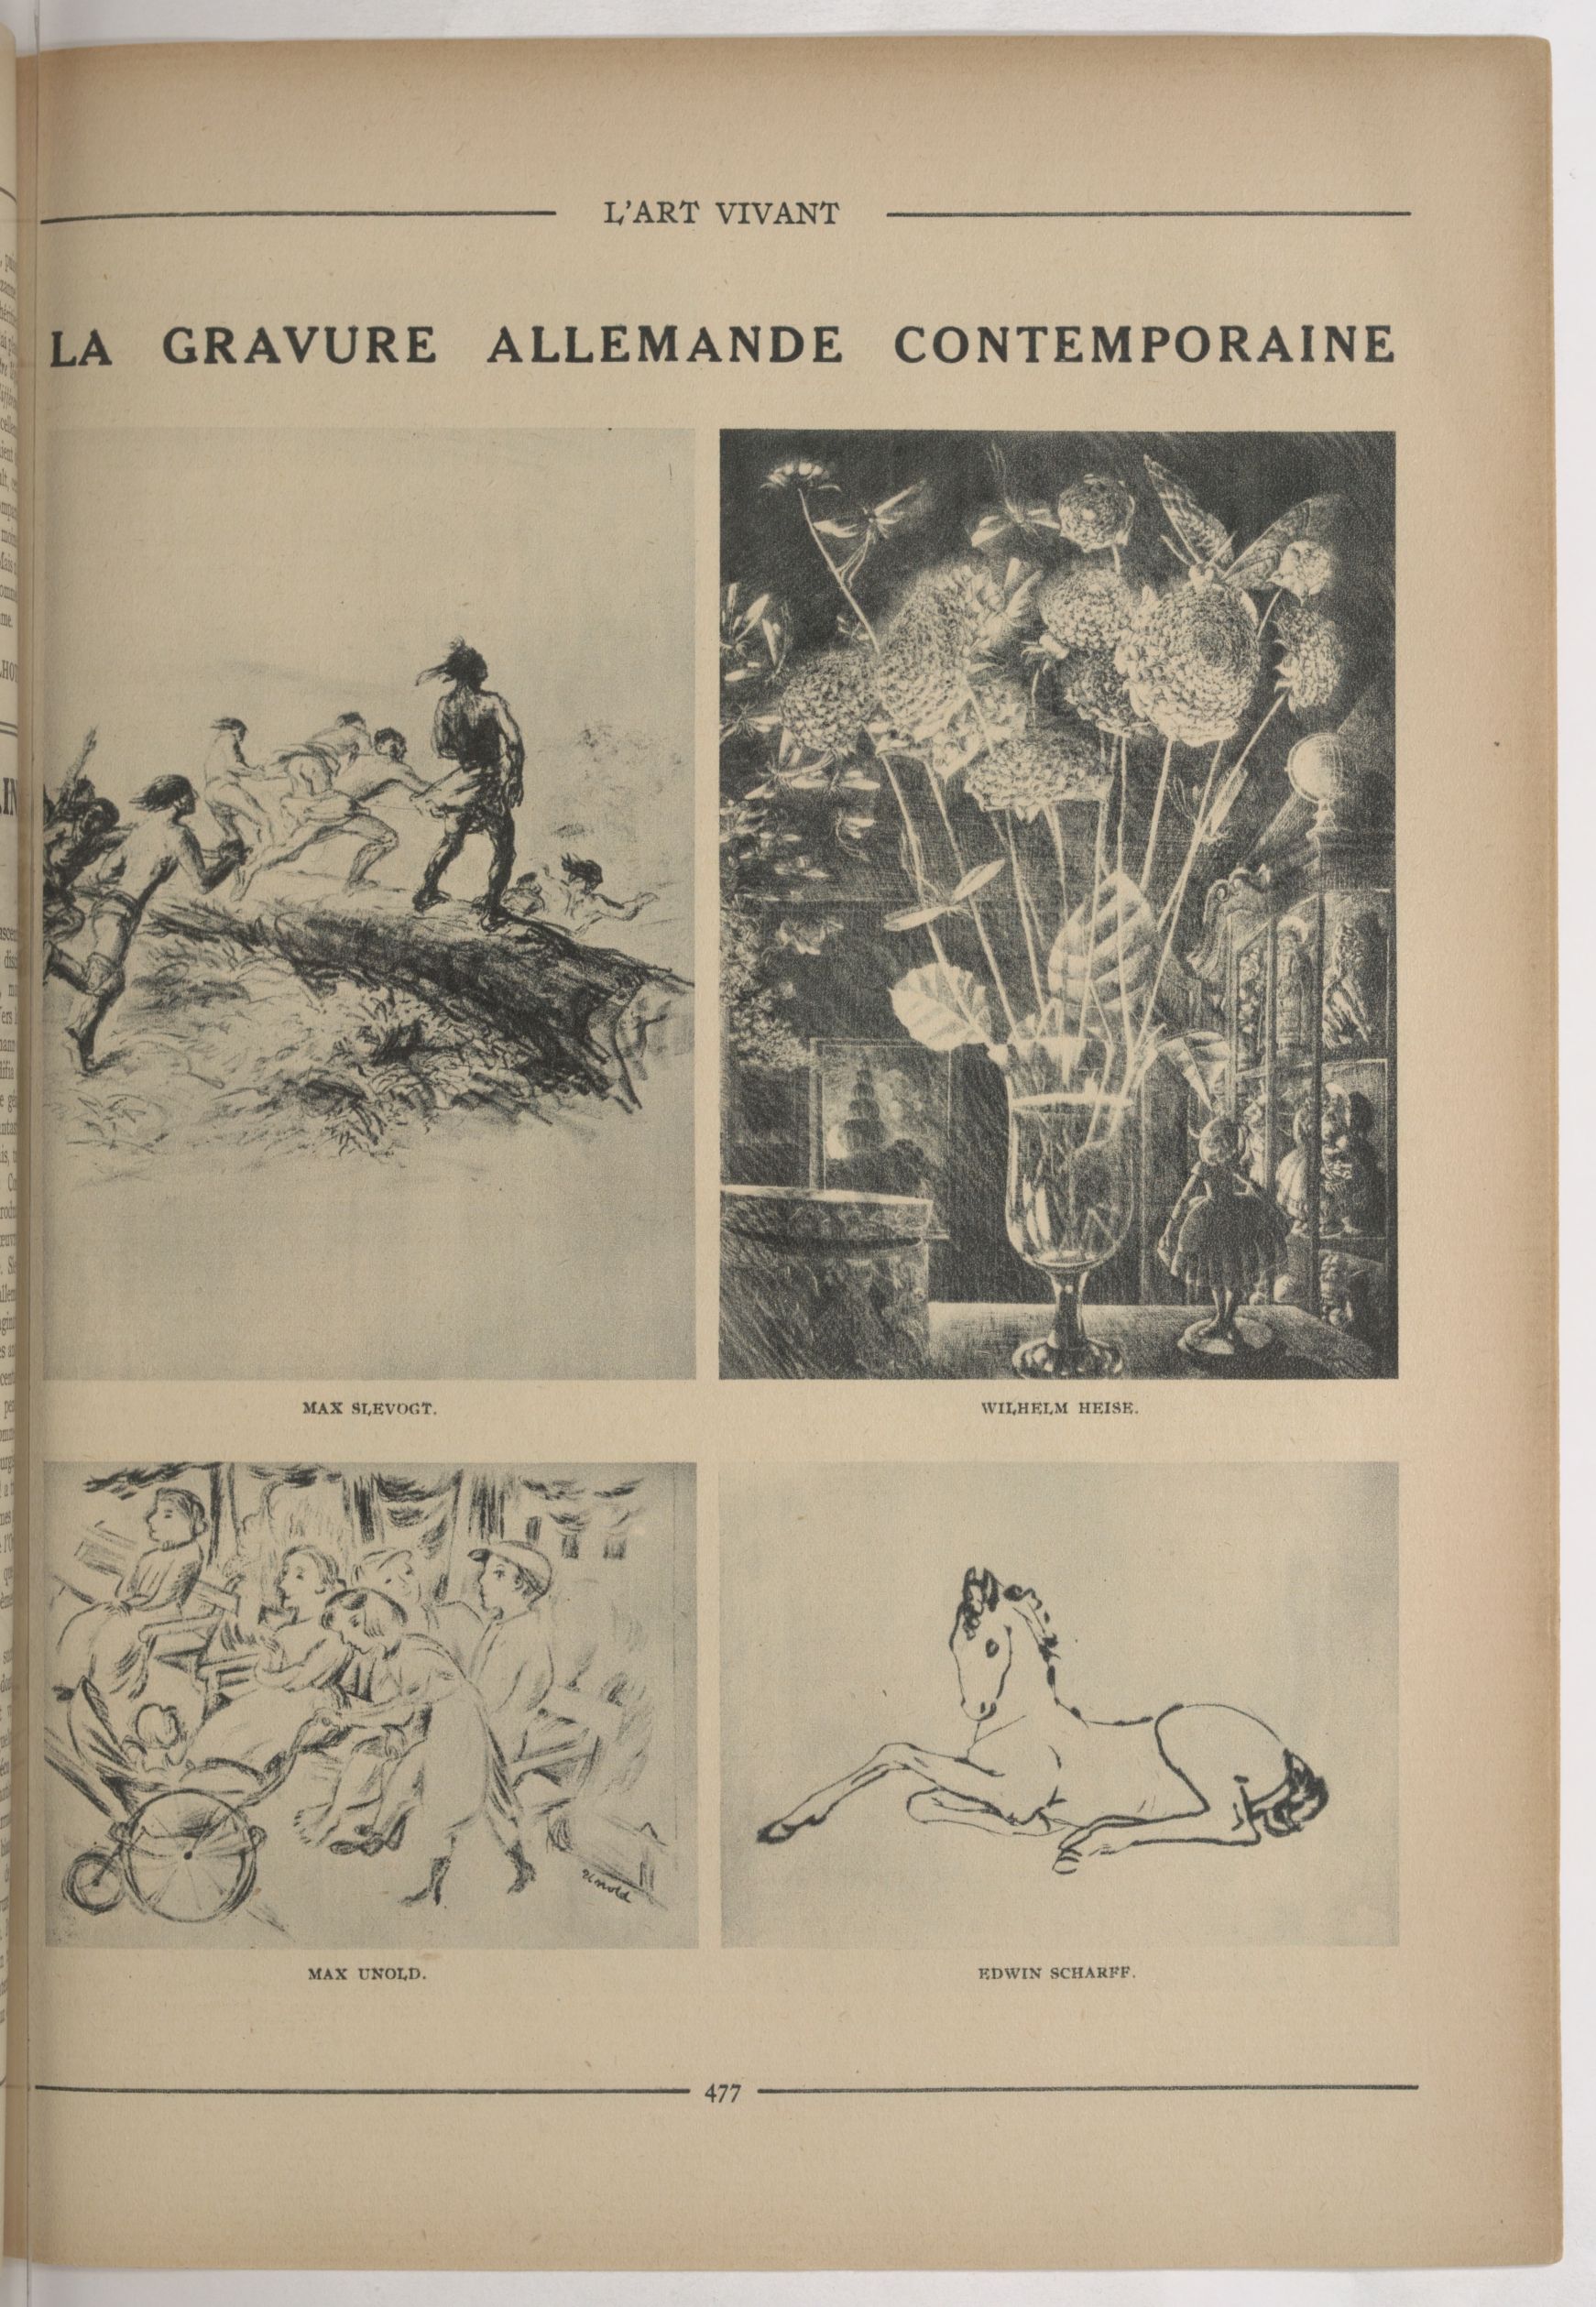 L'ART VIVANT
LA GRAVURE ALLEMANDE CONTEMPORAINE
MAX SLEVOGT.
WILHELM HEISE.
Unold
MAX UNOLD.
EDWIN SCHARFF.
477